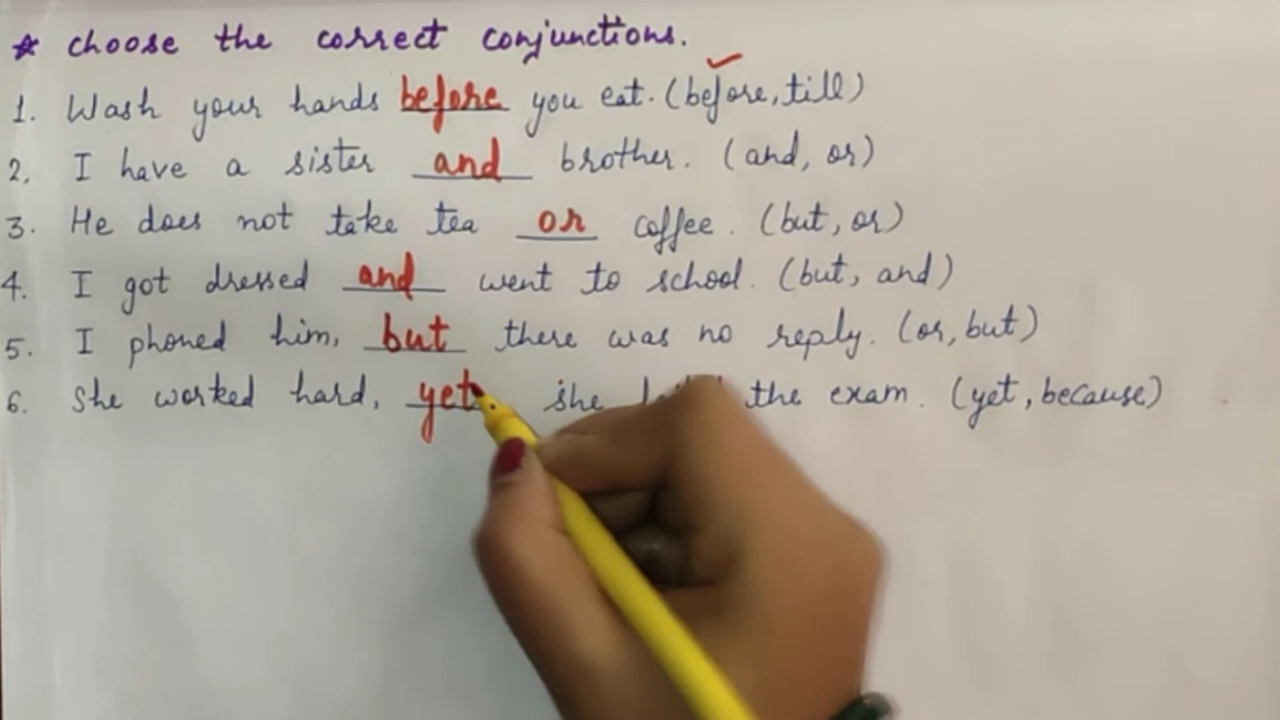 * choose the correct conjunctions.
1. Wash your hands before you eat. (before, till)
2. I have a sister and brother. (and, or)
3. He does not take tea or coffee. (but, or)
4. I got dressed and went to school. (but, and)
5. I phoned him, but there was no reply. (or, but)
6. She worked hard, yet she the exam. (yet, because)